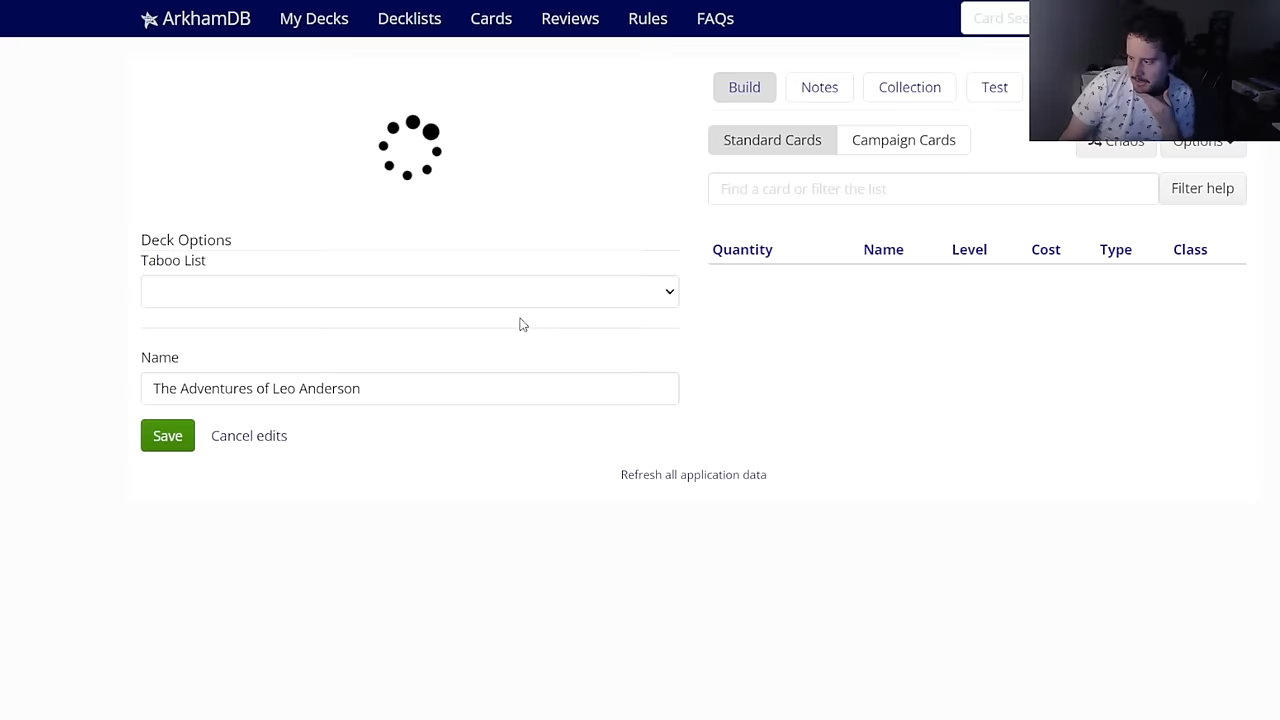 ArkhamDB My Decks Decklists Cards Reviews Rules FAQs Card Sea
Build Notes Collection Test
Standard Cards Campaign Cards Chaos Options
Find a card or filter the list Filter help
Deck Options
Taboo List
Quantity Name Level Cost Type Class
Name
The Adventures of Leo Anderson
Save Cancel edits
Refresh all application data